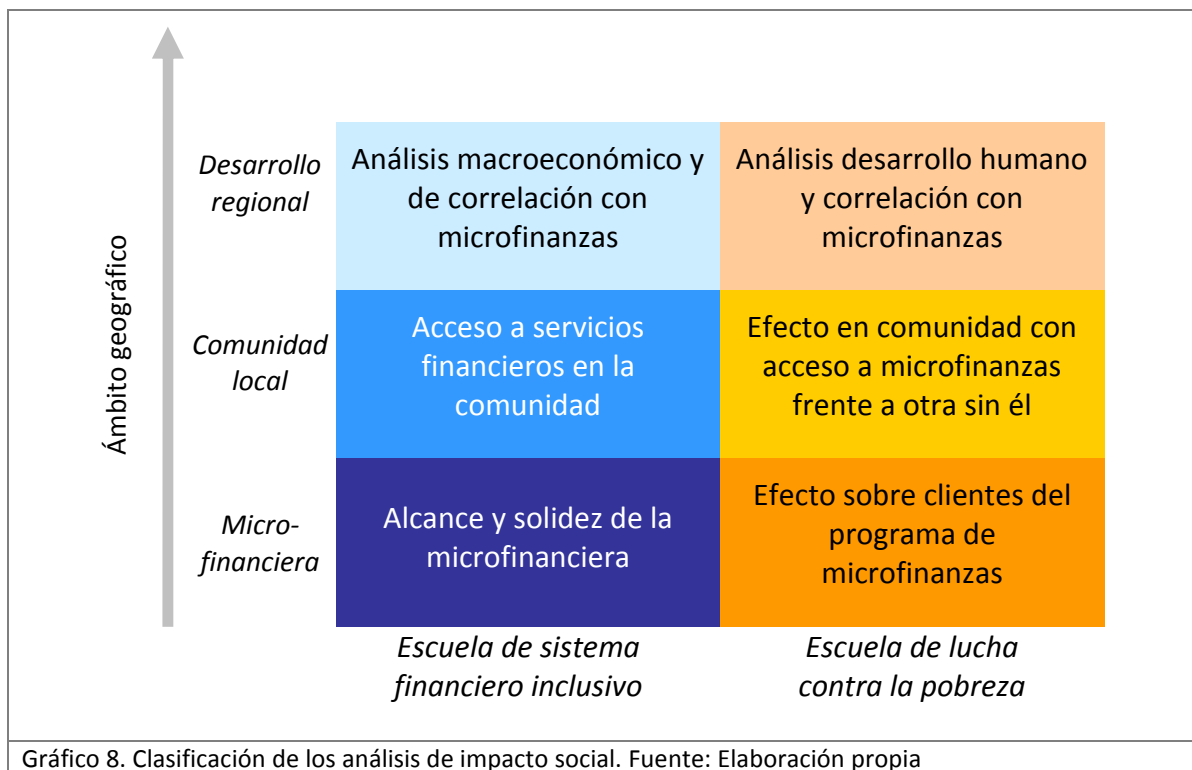 Ámbito geográfico
Desarrollo
regional
Análisis macroeconómico y
de correlación con
microfinanzas
Análisis desarrollo humano
y correlación con
microfinanzas
Comunidad
local
Acceso a servicios
financieros en la
comunidad
Efecto en comunidad con
acceso a microfinanzas
frente a otra sin él
Micro-
financiera
Alcance y solidez de la
microfinanciera
Efecto sobre clientes del
programa de
microfinanzas
Escuela de sistema
financiero inclusivo
Escuela de lucha
contra la pobreza
Gráfico 8. Clasificación de los análisis de impacto social. Fuente: Elaboración propia